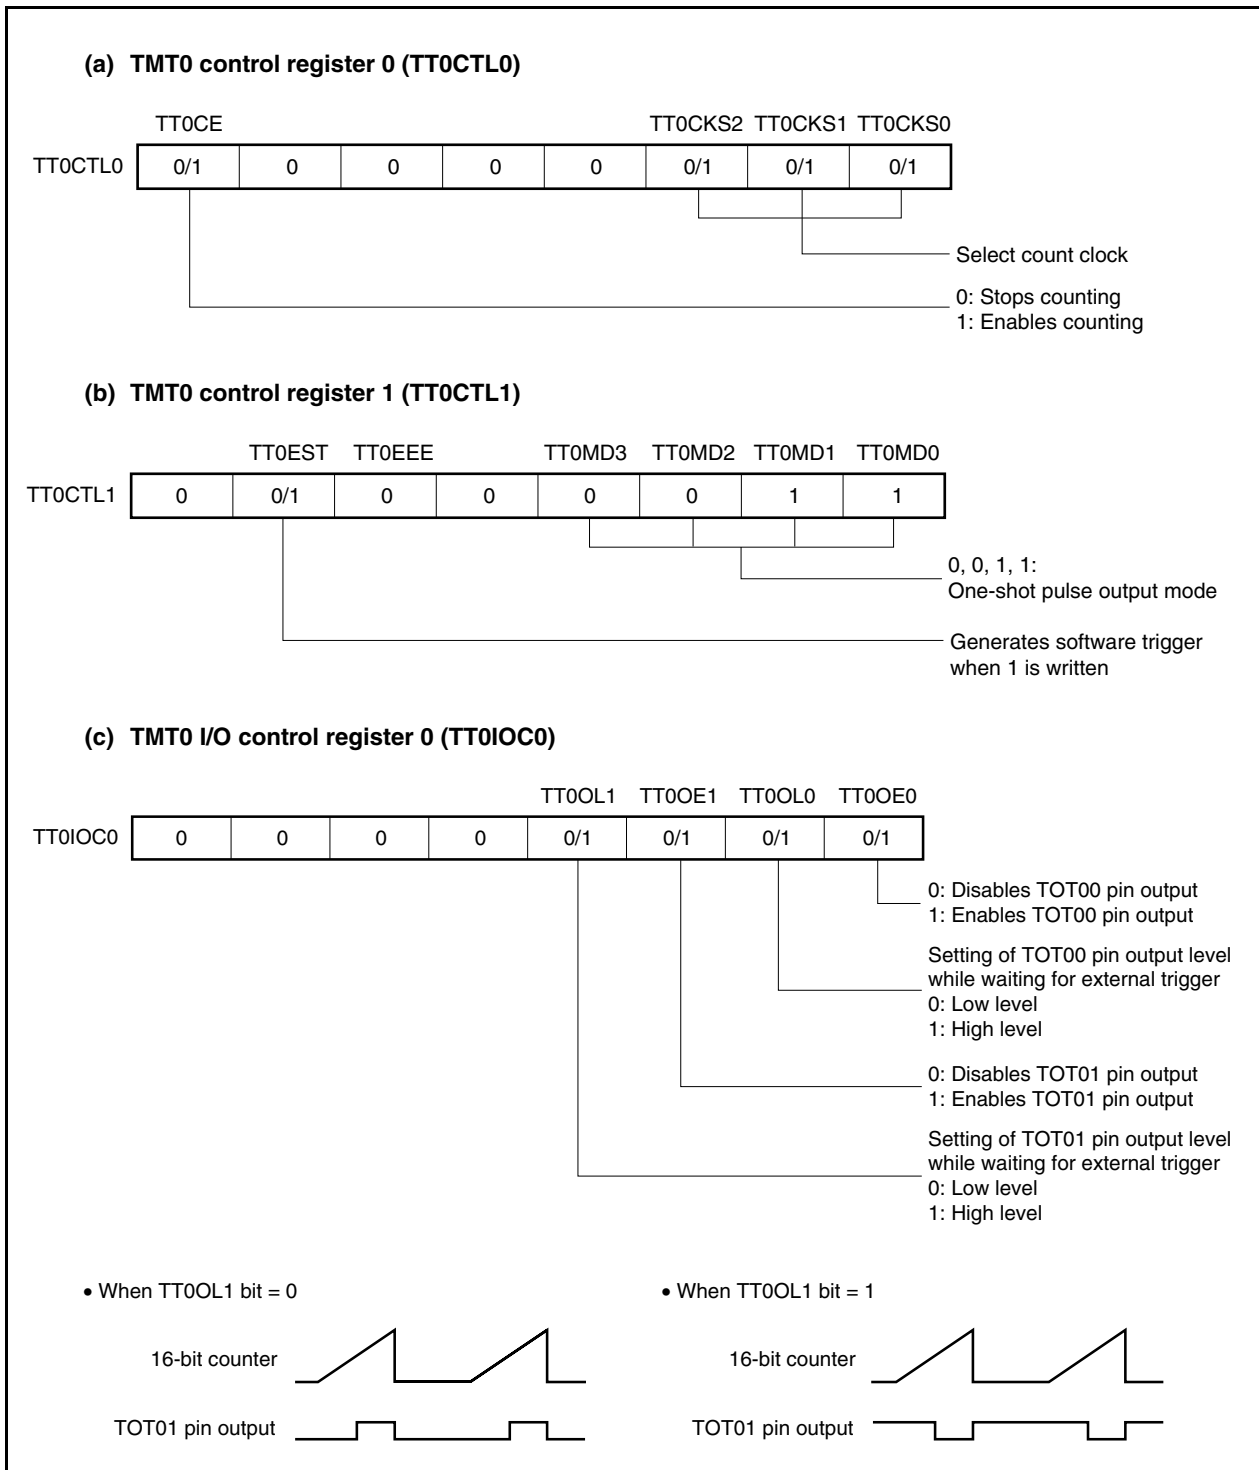 (a) TMT0 control register 0 (TT0CTL0)
TT0CE TT0CKS2 TT0CKS1 TT0CKS0
TT0CTL0 0/1 0 0 0 0 0/1 0/1 0/1
Select count clock
0: Stops counting
1: Enables counting
(b) TMT0 control register 1 (TT0CTL1)
TT0EST TT0EEE TT0MD3 TT0MD2 TT0MD1 TT0MD0
TT0CTL1 0 0/1 0 0 0 0 1 1
0, 0, 1, 1:
One-shot pulse output mode
Generates software trigger
when 1 is written
(c) TMT0 I/O control register 0 (TT0IOC0)
TT0OL1 TT0OE1 TT0OL0 TT0OE0
TT0IOC0 0 0 0 0 0/1 0/1 0/1 0/1
0: Disables TOT00 pin output
1: Enables TOT00 pin output
Setting of TOT00 pin output level
while waiting for external trigger
0: Low level
1: High level
0: Disables TOT01 pin output
1: Enables TOT01 pin output
Setting of TOT01 pin output level
while waiting for external trigger
0: Low level
1: High level
• When TT0OL1 bit = 0
16-bit counter
TOT01 pin output
• When TT0OL1 bit = 1
16-bit counter
TOT01 pin output